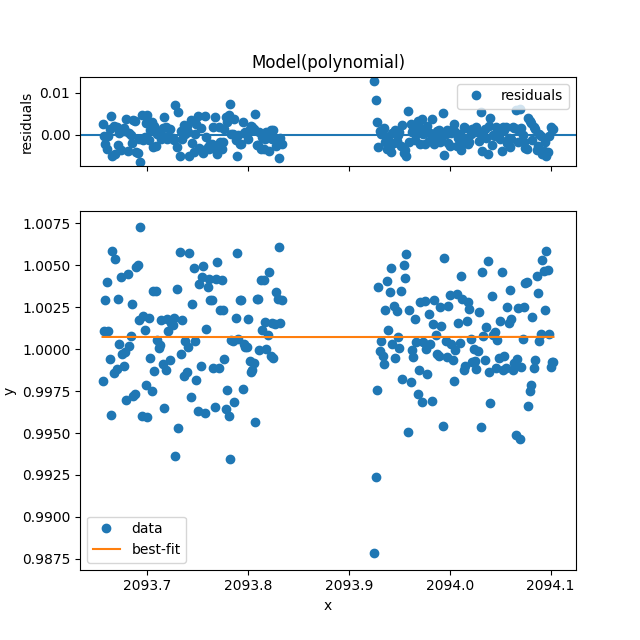 Model(polynomial)
residuals
0.01
0.00
residuals
y
1.0075
1.0050
1.0025
1.0000
0.9975
0.9950
0.9925
0.9900
0.9875
data
best-fit
2093.7 2093.8 2093.9 2094.0 2094.1
x